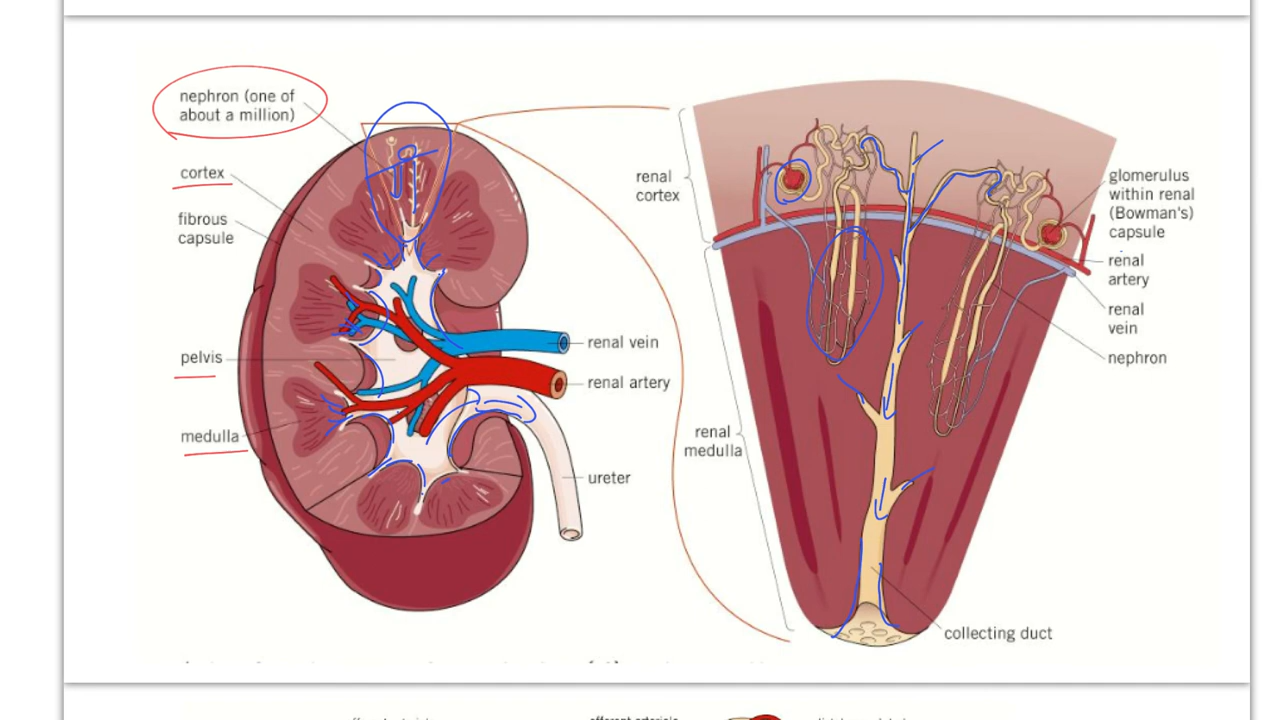 nephron (one of
about a million)
cortex
fibrous
capsule
pelvis
medulla
renal vein
renal artery
ureter
renal
cortex
renal
medulla
glomerulus
within renal
(Bowman's)
capsule
renal
artery
renal
vein
nephron
collecting duct